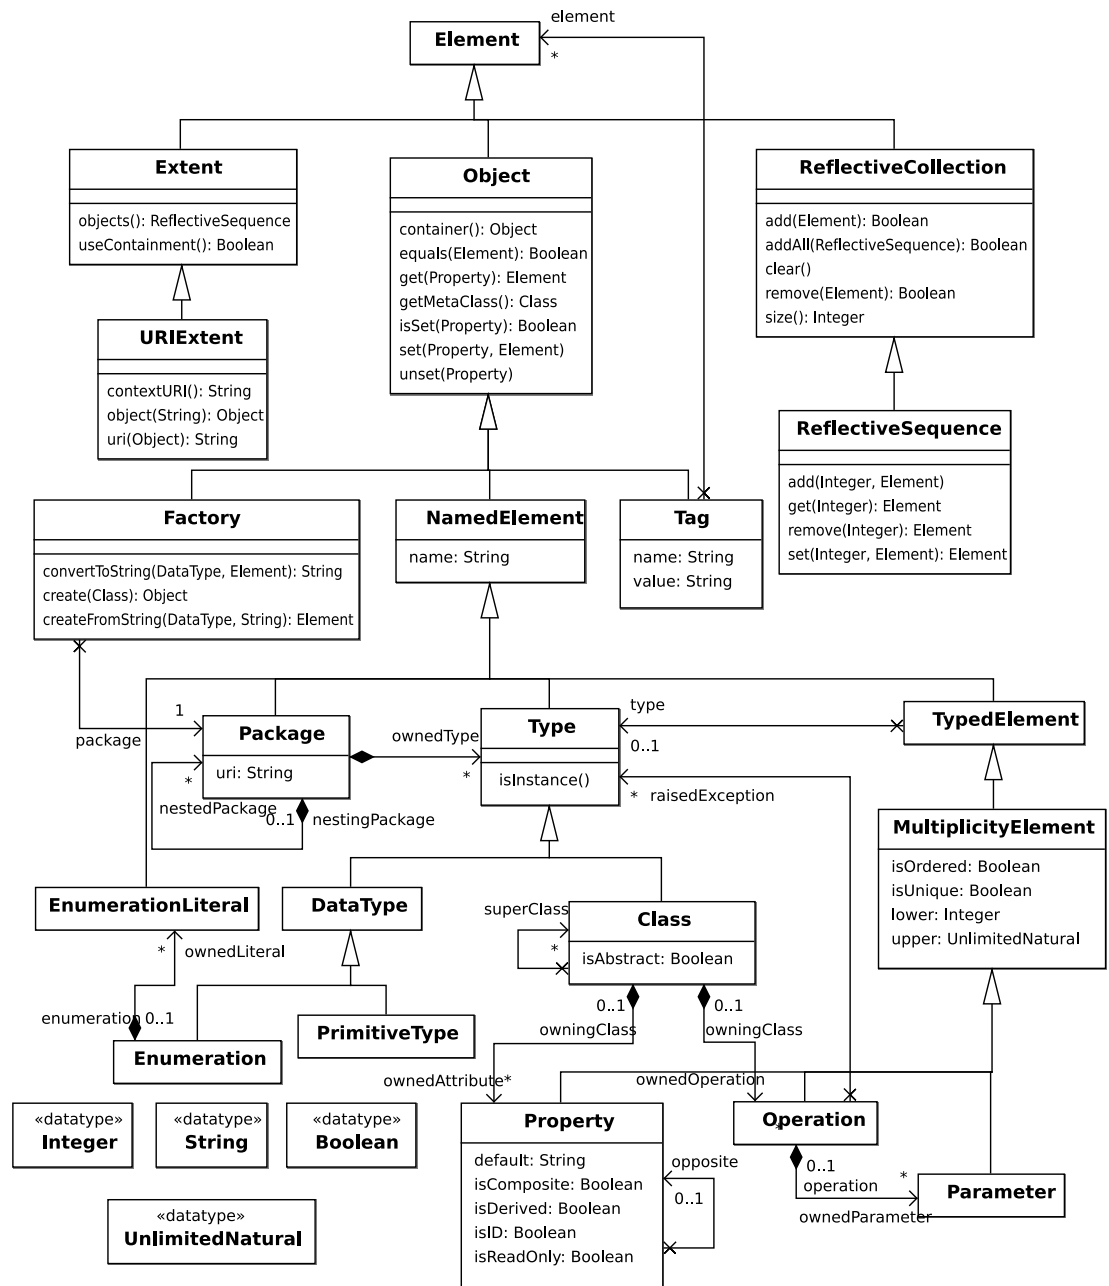 element
Element
*
Extent
objects(): ReflectiveSequence
useContainment(): Boolean
Object
container(): Object
equals(Element): Boolean
get(Property): Element
getMetaClass(): Class
isSet(Property): Boolean
set(Property, Element)
unset(Property)
ReflectiveCollection
add(Element): Boolean
addAll(ReflectiveSequence): Boolean
clear()
remove(Element): Boolean
size(): Integer
URIExtent
contextURI(): String
object(String): Object
uri(Object): String
ReflectiveSequence
add(Integer, Element)
get(Integer): Element
remove(Integer): Element
set(Integer, Element): Element
Factory
convertToString(DataType, Element): String
create(Class): Object
createFromString(DataType, String): Element
NamedElement
name: String
Tag
name: String
value: String
1
package
Package
uri: String
*
nestedPackage
0..1
nestingPackage
ownedType
*
Type
isInstance()
type
0..1
* raisedException
TypedElement
MultiplicityElement
isOrdered: Boolean
isUnique: Boolean
lower: Integer
upper: UnlimitedNatural
EnumerationLiteral
* ownedLiteral
enumeration 0..1
DataType
superClass
*
Class
isAbstract: Boolean
0..1
owningClass
0..1
owningClass
Enumeration
PrimitiveType
ownedAttribute*
ownedOperation
«datatype»
Integer
«datatype»
String
«datatype»
Boolean
«datatype»
UnlimitedNatural
Property
default: String
isComposite: Boolean
isDerived: Boolean
isID: Boolean
isReadOnly: Boolean
opposite
0..1
Operation
*
0..1
operation
*
ownedParameter
Parameter